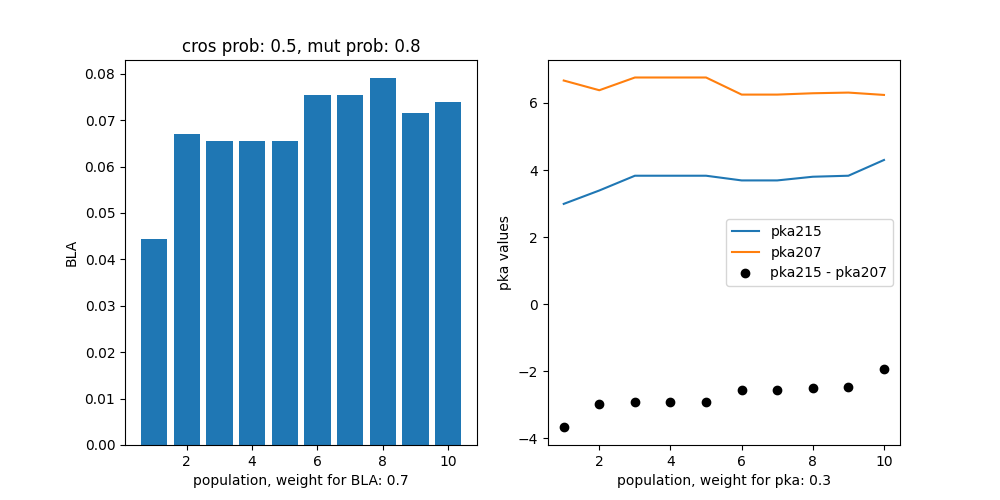 cros prob: 0.5, mut prob: 0.8
0.08
0.07
0.06
0.05
0.04
0.03
0.02
0.01
0.00
BLA
2 4 6 8 10
population, weight for BLA: 0.7
6
4
2
0
−2
−4
pka values
pka215
pka207
pka215 - pka207
2 4 6 8 10
population, weight for pka: 0.3